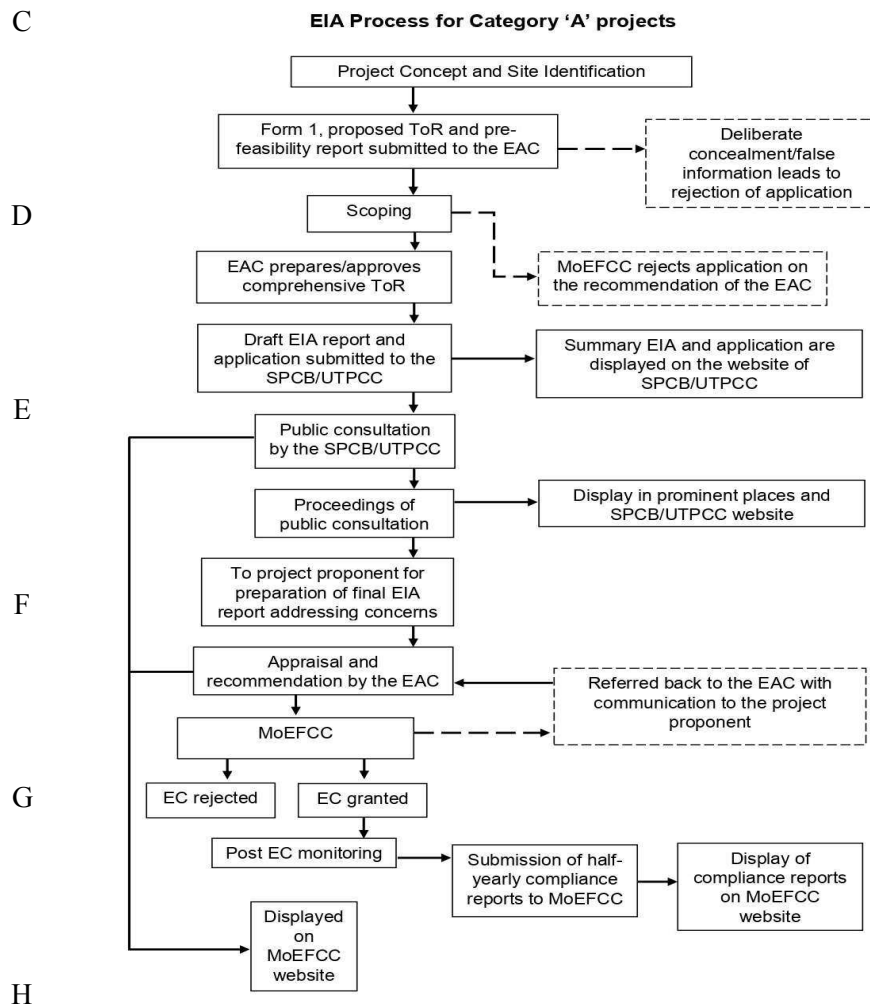 C
EIA Process for Category ‘A’ projects
Project Concept and Site Identification
Form 1, proposed ToR and pre-
feasibility report submitted to the EAC
Deliberate
concealment/false
information leads to
rejection of application
D
Scoping
EAC prepares/approves
comprehensive ToR
MoEFCC rejects application on
the recommendation of the EAC
Draft EIA report and
application submitted to the
SPCB/UTPCC
Summary EIA and application are
displayed on the website of
SPCB/UTPCC
E
Public consultation
by the SPCB/UTPCC
Proceedings of
public consultation
Display in prominent places and
SPCB/UTPCC website
To project proponent for
preparation of final EIA
report addressing concerns
F
Appraisal and
recommendation by the EAC
Referred back to the EAC with
communication to the project
proponent
MoEFCC
G
EC rejected
EC granted
Post EC monitoring
Submission of half-
yearly compliance
reports to MoEFCC
Display of
compliance reports
on MoEFCC
website
Displayed
on
MoEFCC
website
H